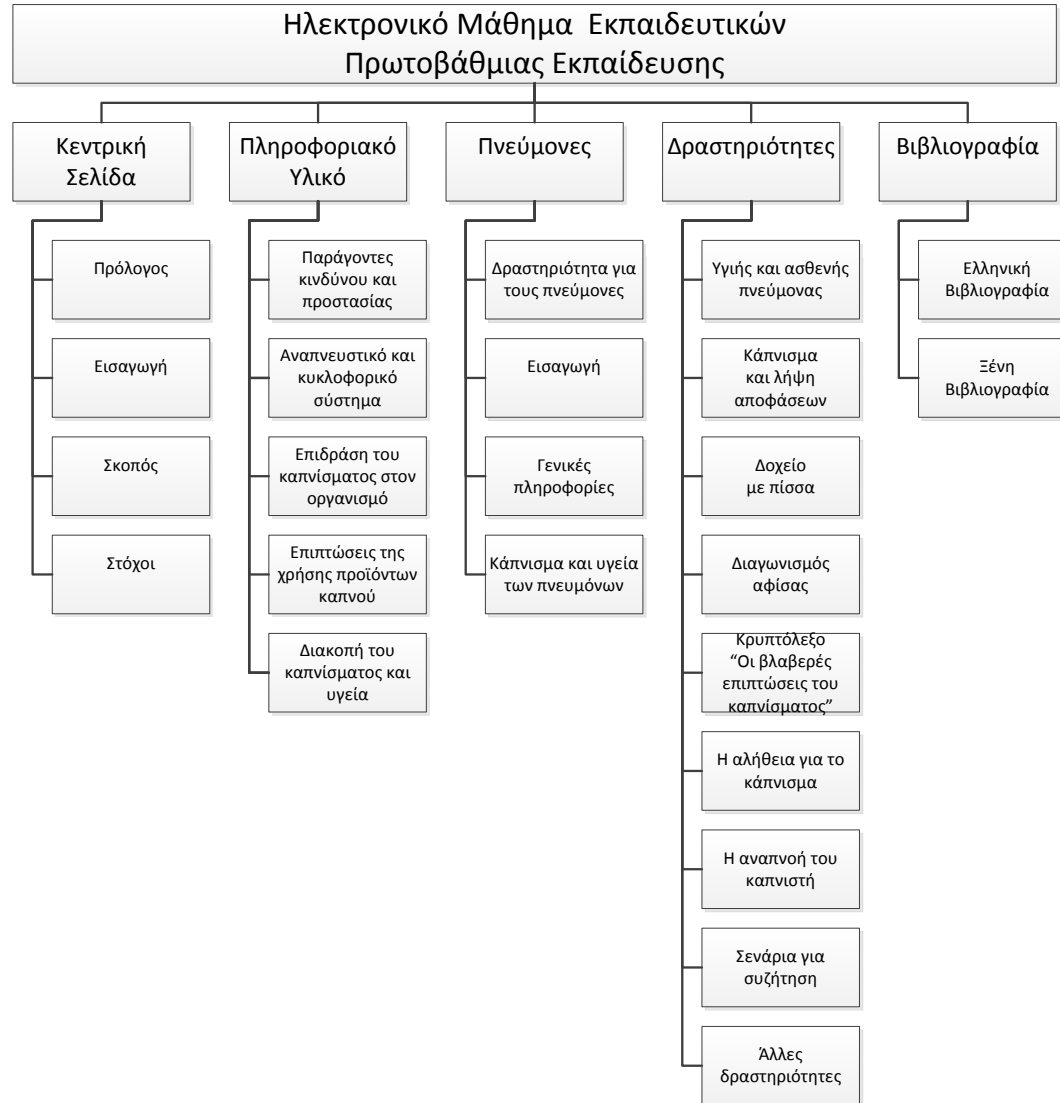 Ηλεκτρονικό Μάθημα Εκπαιδευτικών
Πρωτοβάθμιας Εκπαίδευσης
Κεντρική
Σελίδα
Πρόλογος
Εισαγωγή
Σκοπός
Στόχοι
Πληροφοριακό
Υλικό
Παράγοντες
κινδύνου και
προστασίας
Αναπνευστικό και
κυκλοφορικό
σύστημα
Επιδράση του
καπνίσματος στον
οργανισμό
Επιπτώσεις της
χρήσης προϊόντων
καπνού
Διακοπή του
καπνίσματος και
υγεία
Πνεύμονες
Δραστηριότητα για
τους πνεύμονες
Εισαγωγή
Γενικές
πληροφορίες
Κάπνισμα και υγεία
των πνευμόνων
Δραστηριότητες
Υγιής και ασθενής
πνεύμονας
Κάπνισμα
και λήψη
αποφάσεων
Δοχείο
με πίσσα
Διαγωνισμός
αφίσας
Κρυπτόλεξο
“Οι βλαβερές
επιπτώσεις του
καπνίσματος”
Η αλήθεια για το
κάπνισμα
Η αναπνοή του
καπνιστή
Σενάρια για
συζήτηση
Άλλες
δραστηριότητες
Βιβλιογραφία
Ελληνική
Βιβλιογραφία
Ξένη
Βιβλιογραφία